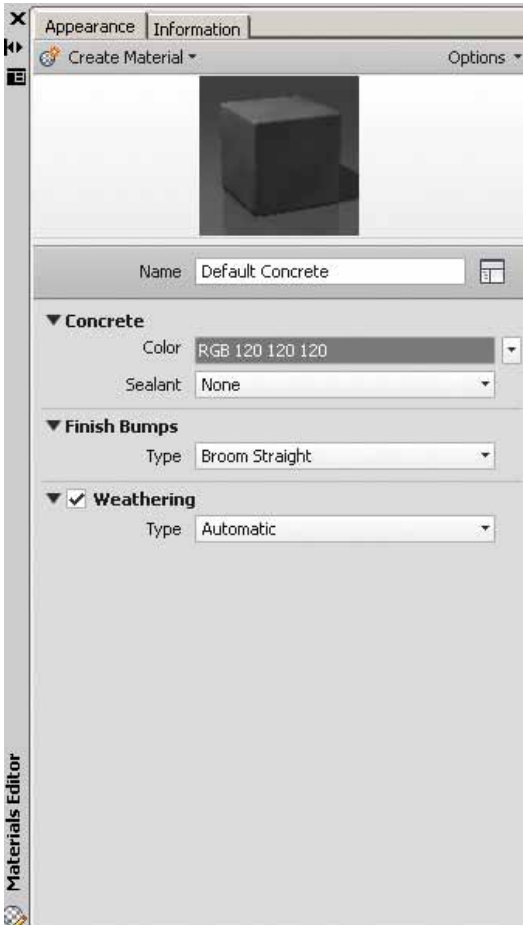 Appearance Information
Create Material Options
Name Default Concrete
Concrete
Color RGB 120 120 120
Sealant None
Finish Bumps
Type Broom Straight
Weathering
Type Automatic
Materials Editor